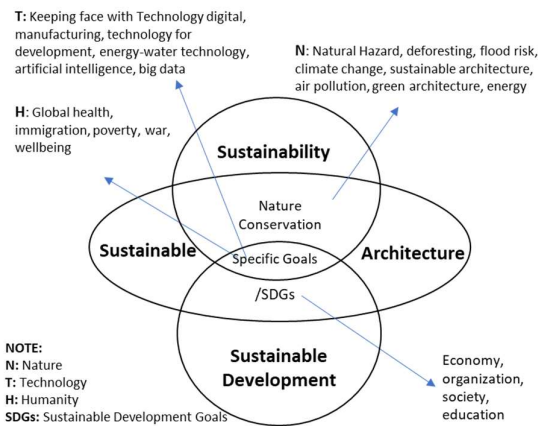 T: Keeping face with Technology digital,
manufacturing, technology for
development, energy-water technology,
artificial intelligence, big data
N: Natural Hazard, deforesting, flood risk,
climate change, sustainable architecture,
air pollution, green architecture, energy
H: Global health,
immigration, poverty, war,
wellbeing
Sustainability
Nature
Conservation
Sustainable
Architecture
Specific Goals
/SDGs
Sustainable
Development
NOTE:
N: Nature
T: Technology
H: Humanity
SDGs: Sustainable Development Goals
Economy,
organization,
society,
education